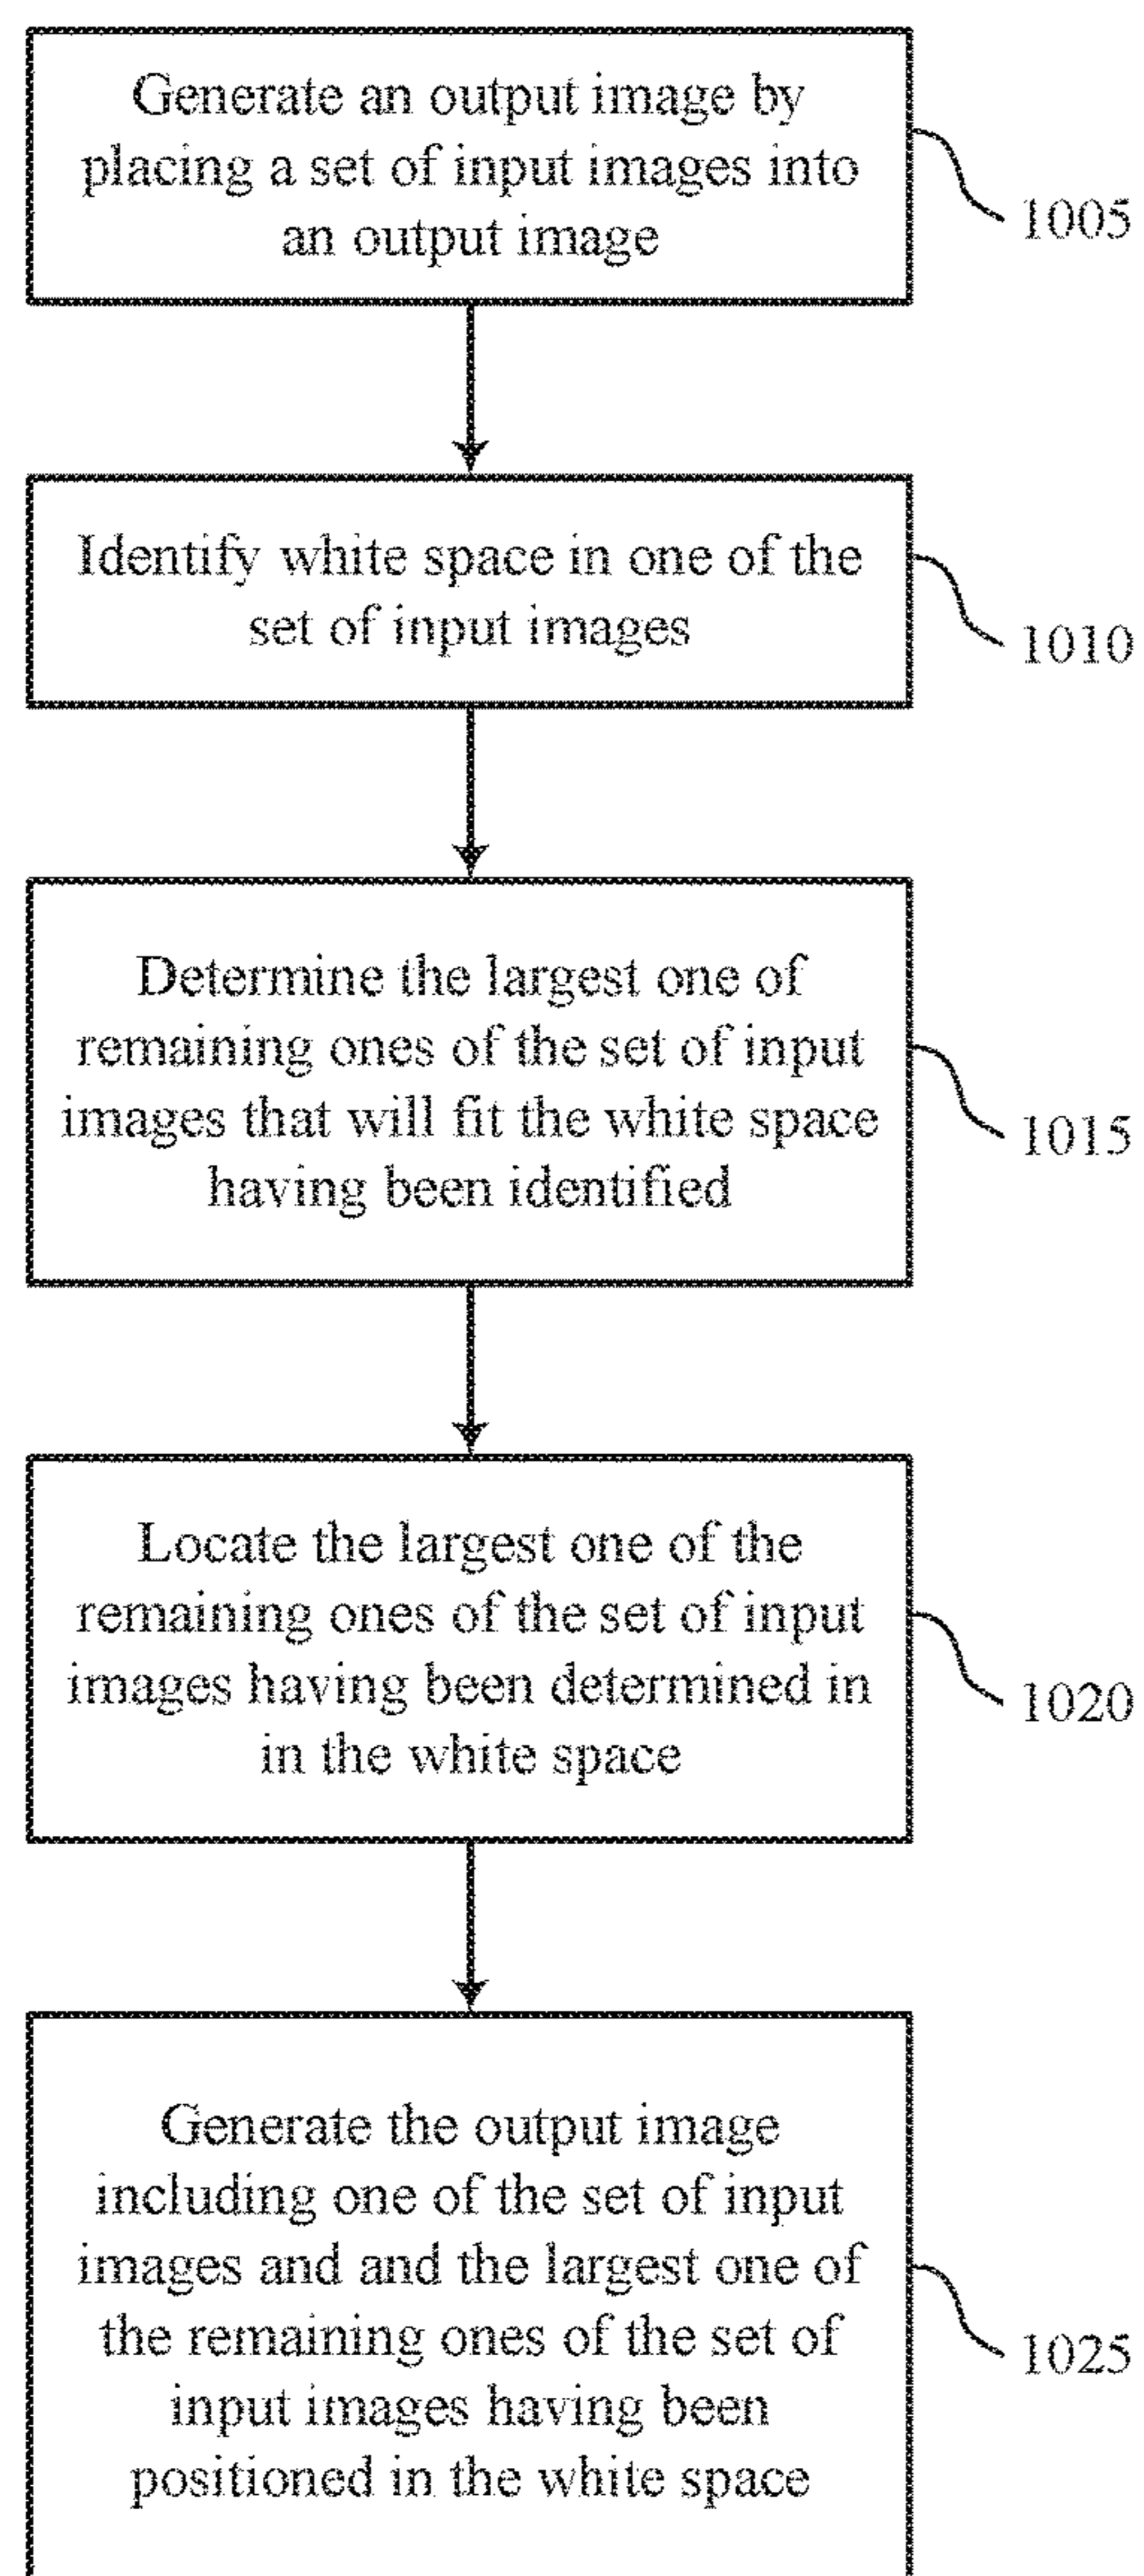 Generate an output image by
placing a set of input images into
an output image
1005
Identify white space in one of the
set of input images
1010
Determine the largest one of
remaining ones of the set of input
images that will fit the white space
having been identified
1015
Locate the largest one of the
remaining ones of the set of input
images having been determined in
in the white space
1020
Generate the output image
including one of the set of input
images and and the largest one of
the remaining ones of the set of
input images having been
positioned in the white space
1025